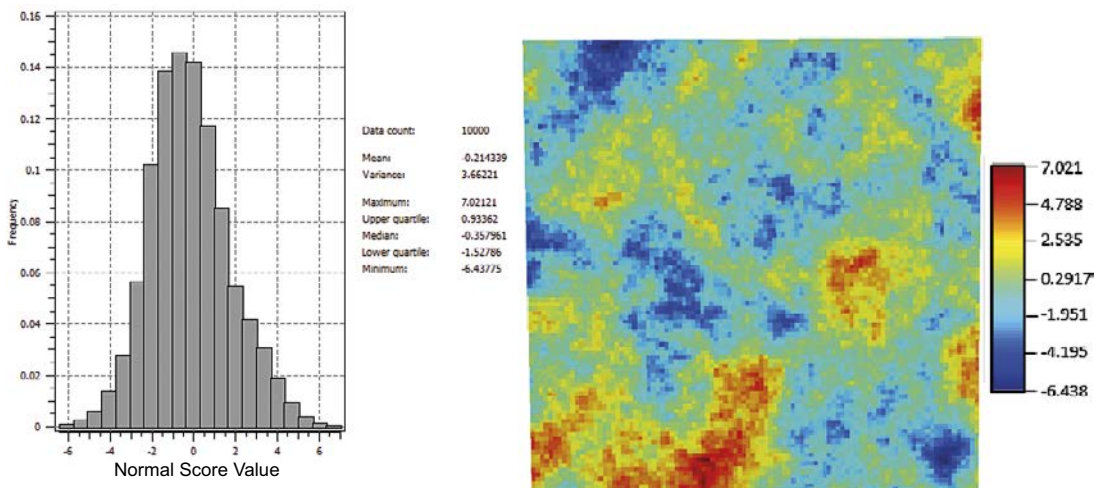 0.16
0.14
0.12
0.1
0.08
0.06
0.04
0.02
0
Frequency
-6
-4
-2
0
2
4
6
Normal Score Value
Data count: 10000
Mean: -0.214339
Variance: 3.66221
Maximum: 7.02121
Upper quartile: 0.93362
Median: -0.357961
Lower quartile: -1.52786
Minimum: -6.43775
7.021
4.788
2.535
0.2917
-1.951
-4.195
-6.438